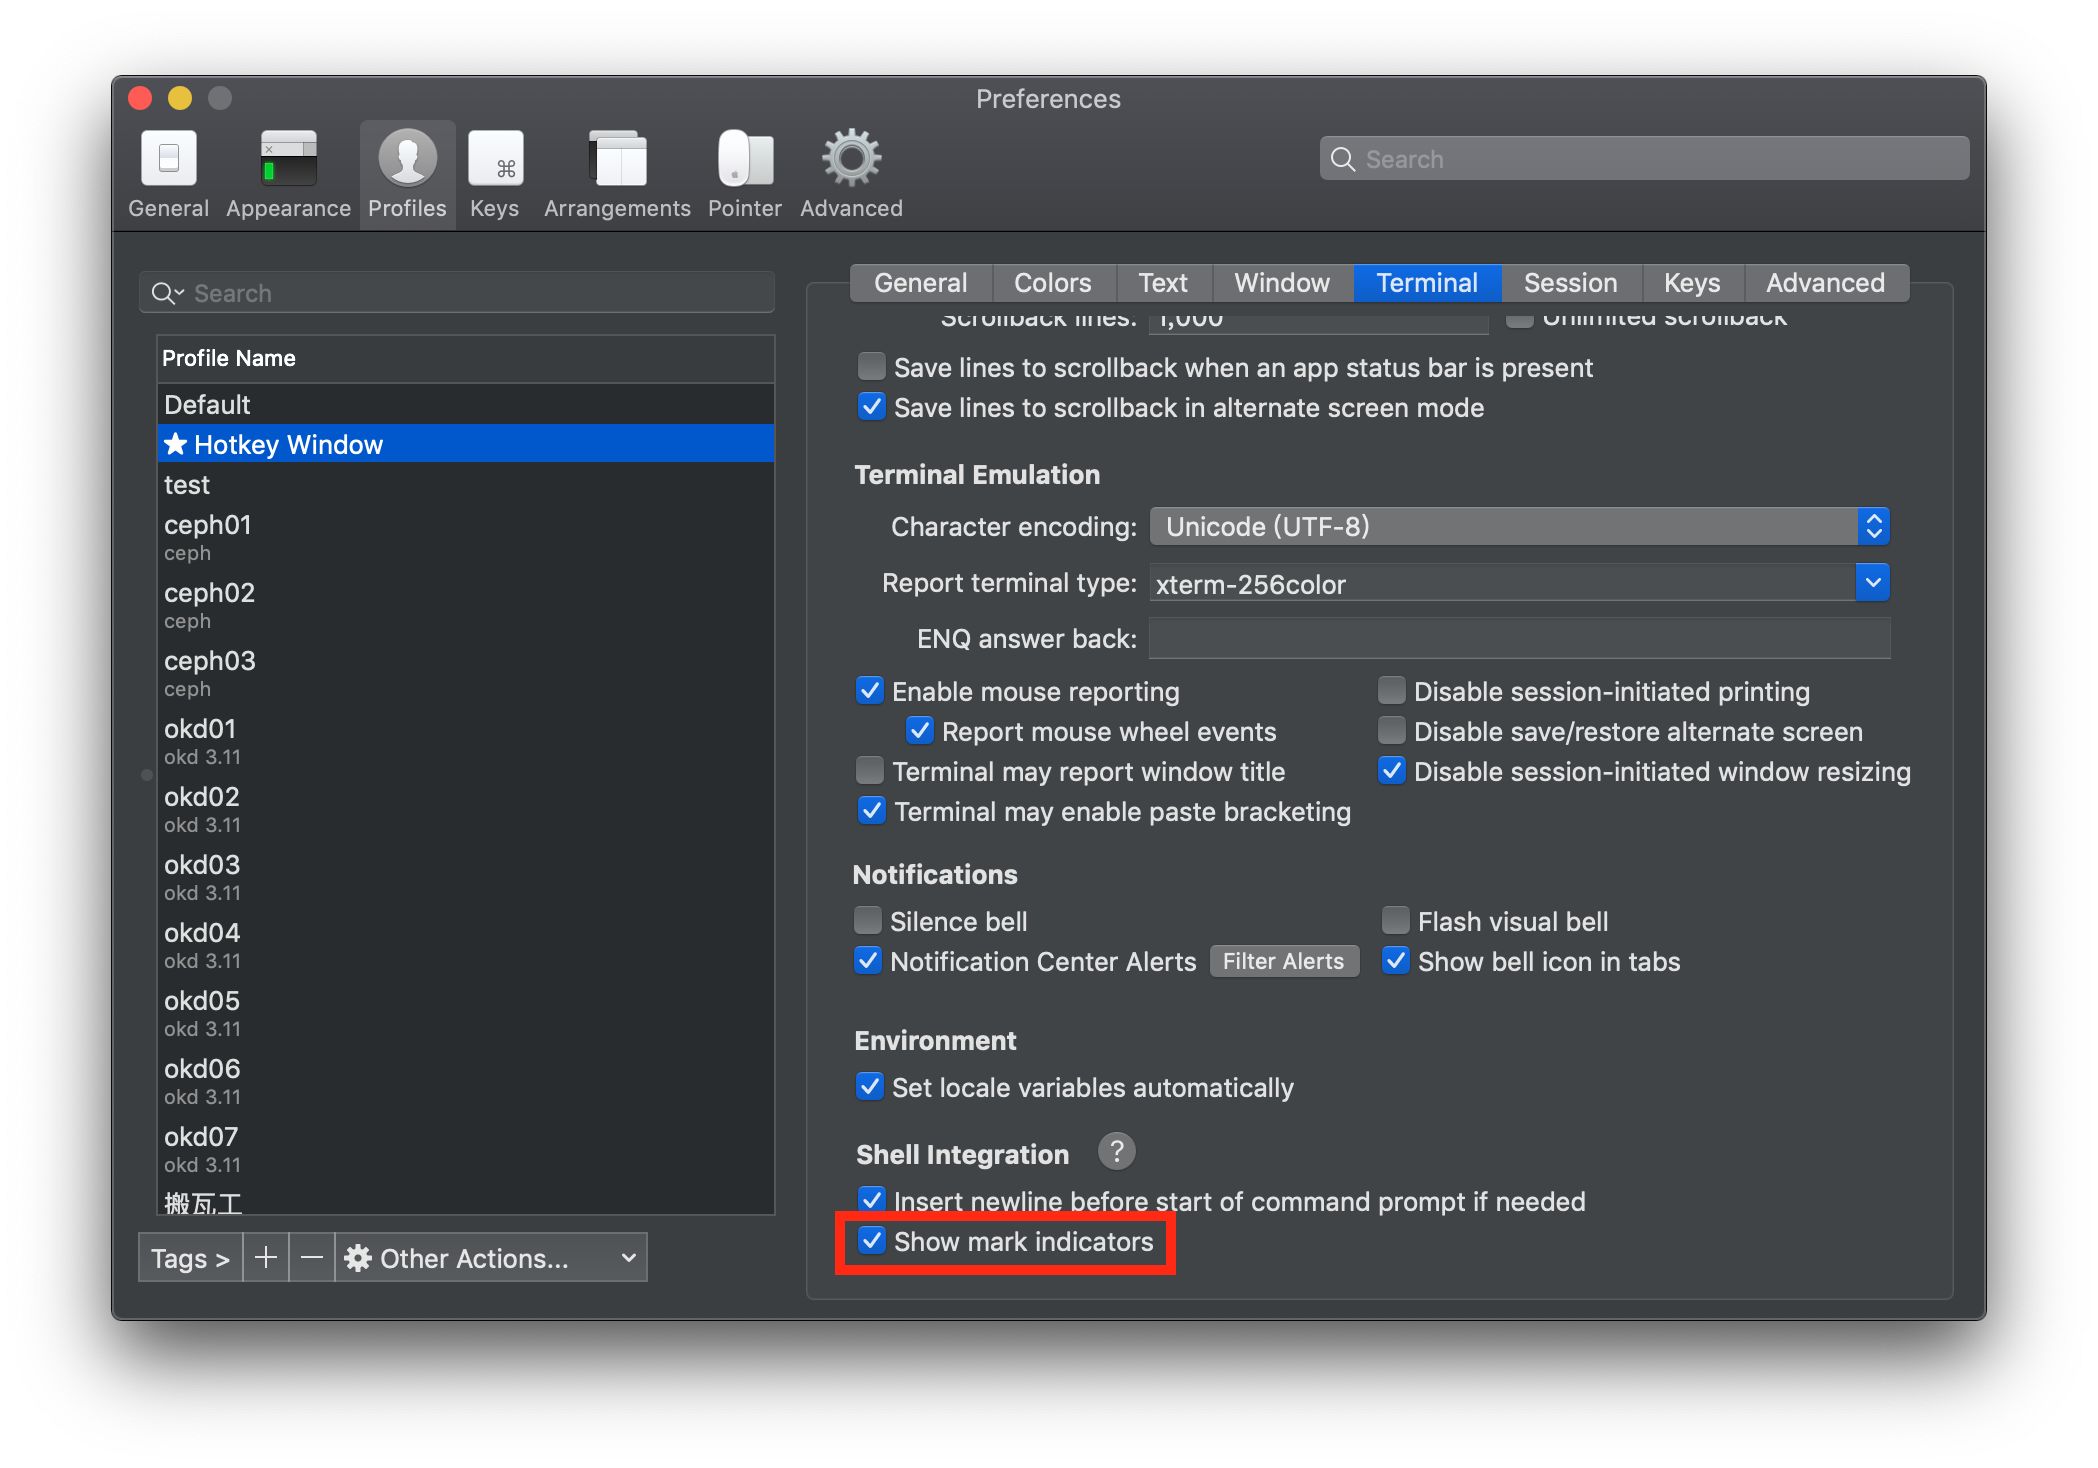 Preferences
General Appearance Profiles Keys Arrangements Pointer Advanced
Search
Search
Profile Name
Default
★ Hotkey Window
test
ceph01
ceph
ceph02
ceph
ceph03
ceph
okd01
okd 3.11
okd02
okd 3.11
okd03
okd 3.11
okd04
okd 3.11
okd05
okd 3.11
okd06
okd 3.11
okd07
okd 3.11
搬瓦工
Tags > + — Other Actions...
General Colors Text Window Terminal Session Keys Advanced
Scrollback lines: 1,000 Unlimited scrollback
Save lines to scrollback when an app status bar is present
Save lines to scrollback in alternate screen mode
Terminal Emulation
Character encoding: Unicode (UTF-8)
Report terminal type: xterm-256color
ENQ answer back:
Enable mouse reporting Disable session-initiated printing
Report mouse wheel events Disable save/restore alternate screen
Terminal may report window title Disable session-initiated window resizing
Terminal may enable paste bracketing
Notifications
Silence bell Flash visual bell
Notification Center Alerts Filter Alerts Show bell icon in tabs
Environment
Set locale variables automatically
Shell Integration ?
Insert newline before start of command prompt if needed
Show mark indicators